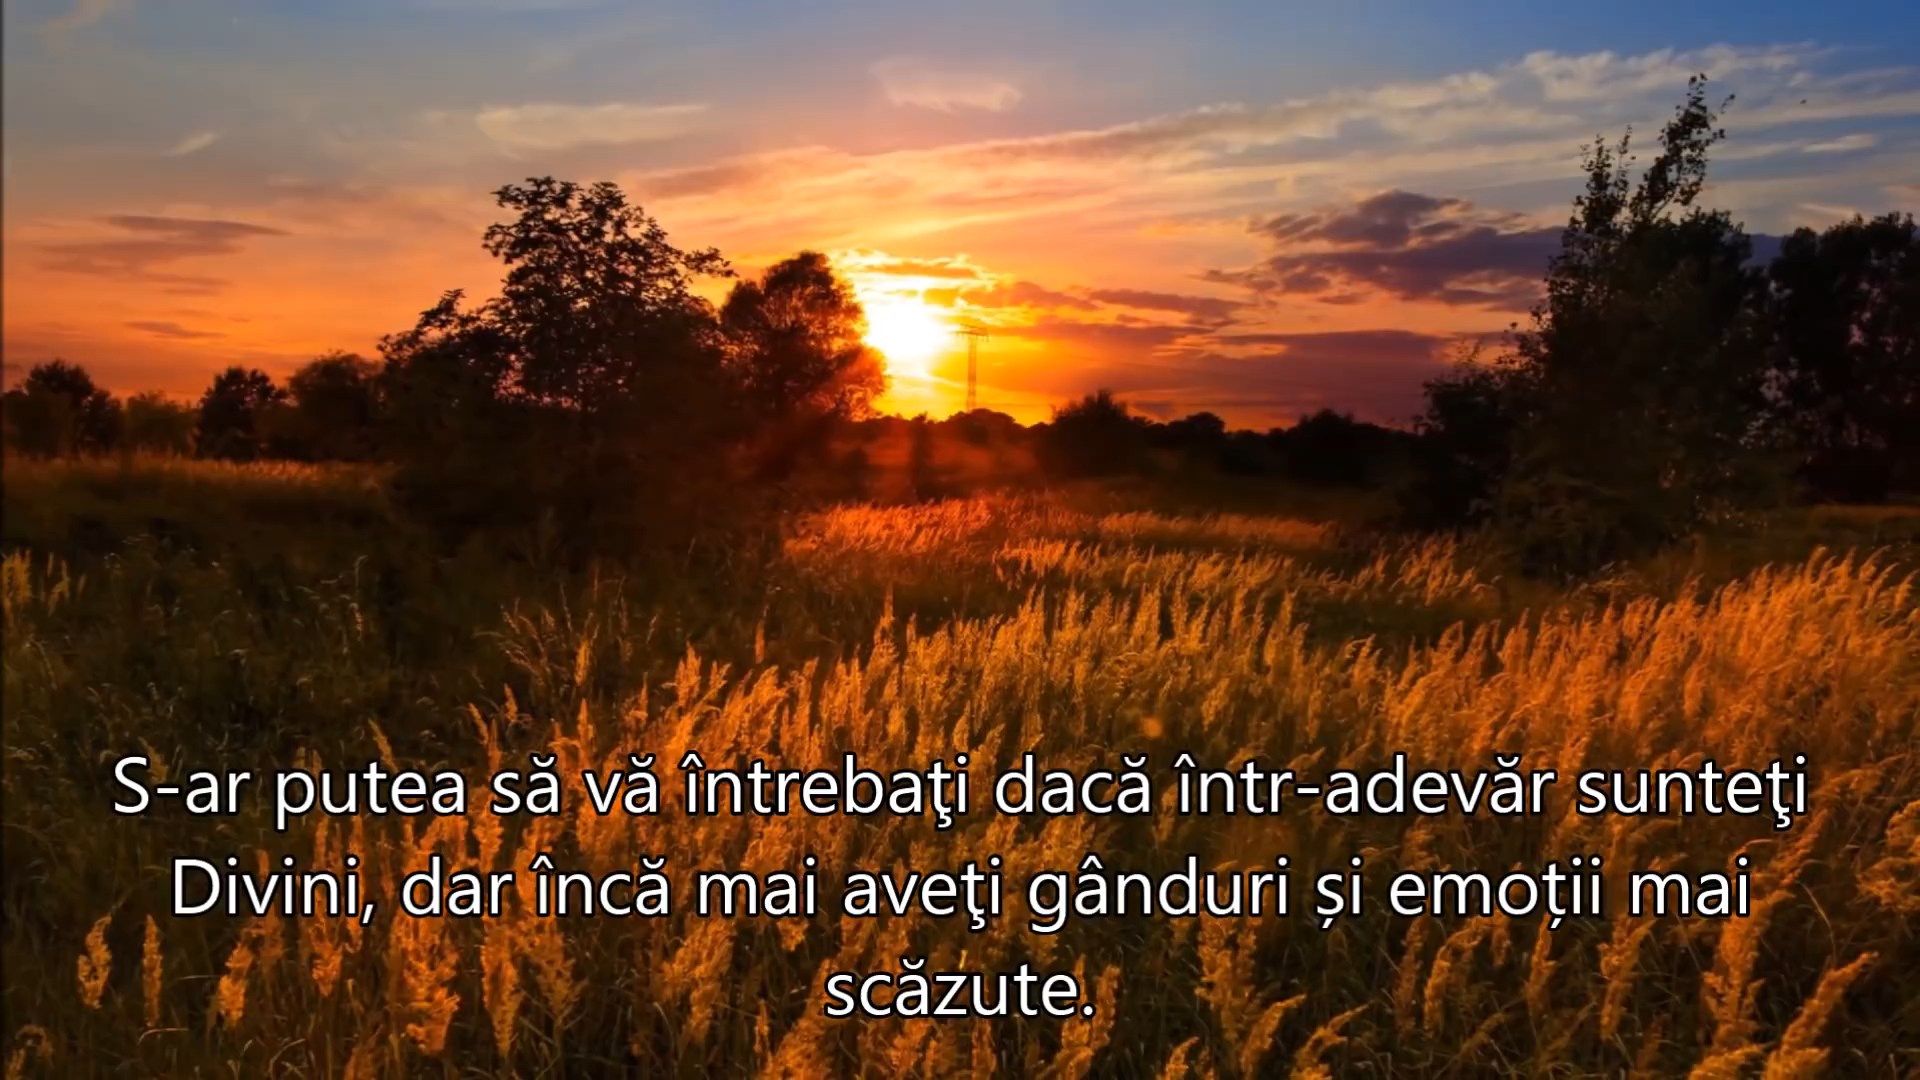 S-ar putea să vă întrebaţi dacă într-adevăr sunteţi
Divini, dar încă mai aveţi gânduri și emoții mai
scăzute.